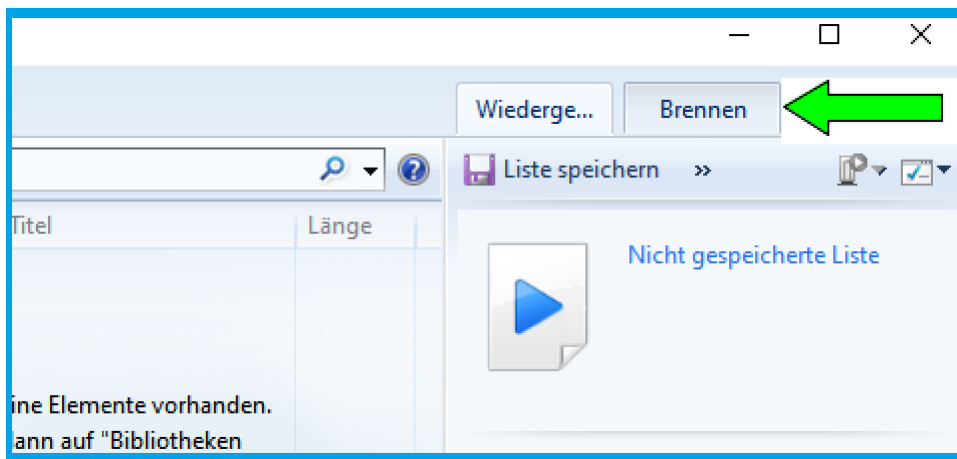 Wiederge... Brennen
Liste speichern »
Titel Länge
Nicht gespeicherte Liste
ine Elemente vorhanden.
ann auf "Bibliotheken